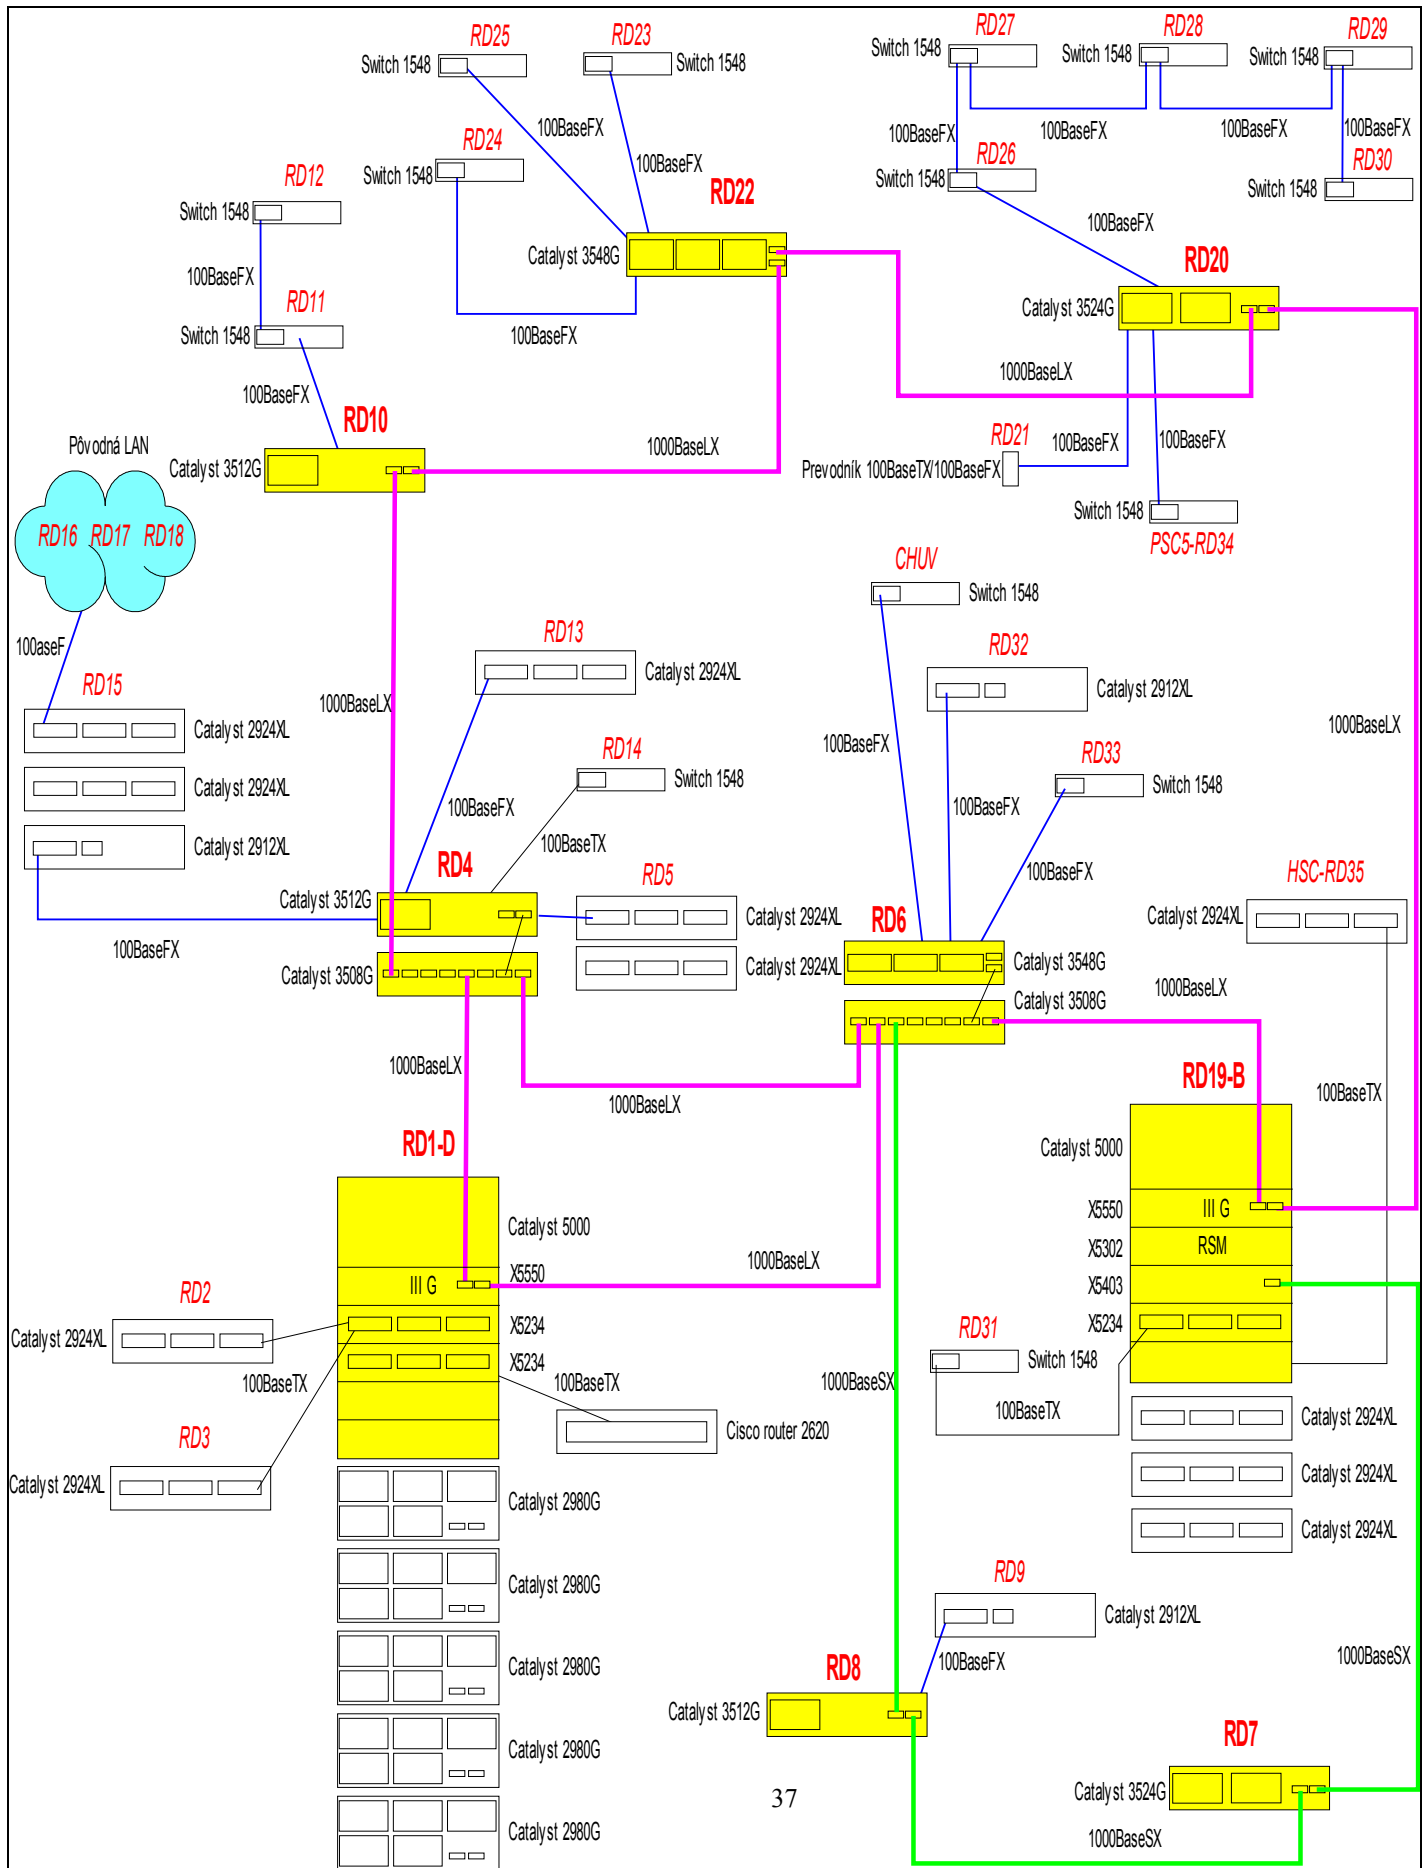 RD25
RD23
RD27
RD28
RD29
Switch 1548
Switch 1548
Switch 1548
Switch 1548
Switch 1548
100BaseFX
100BaseFX
100BaseFX
100BaseFX
100BaseFX
100BaseFX
RD24
Switch 1548
RD26
Switch 1548
RD30
Switch 1548
RD12
Switch 1548
RD22
Catalyst 3548G
100BaseFX
RD20
Catalyst 3524G
100BaseFX
RD11
Switch 1548
100BaseFX
1000BaseLX
100BaseFX
RD10
Catalyst 3512G
1000BaseLX
RD21
Prevodník 100BaseTX/100BaseFX
100BaseFX
100BaseFX
Switch 1548
PSC5-RD34
Pôvodná LAN
RD16 RD17 RD18
100aseF
CHUV
Switch 1548
RD13
Catalyst 2924XL
RD32
Catalyst 2912XL
RD15
Catalyst 2924XL
Catalyst 2924XL
Catalyst 2912XL
1000BaseLX
1000BaseLX
RD14
Switch 1548
100BaseFX
RD33
Switch 1548
100BaseFX
100BaseFX
100BaseTX
100BaseFX
RD4
Catalyst 3512G
RD5
Catalyst 2924XL
Catalyst 2924XL
HSC-RD35
Catalyst 2924XL
RD6
Catalyst 3548G
Catalyst 3508G
100BaseFX
Catalyst 3508G
1000BaseLX
1000BaseLX
1000BaseLX
RD19-B
100BaseTX
RD1-D
Catalyst 5000
X5550
III G
X5302
RSM
X5403
X5234
Catalyst 5000
X5550
III G
X5234
X5234
1000BaseLX
RD2
Catalyst 2924XL
100BaseTX
RD3
Catalyst 2924XL
100BaseTX
Cisco router 2620
1000BaseSX
RD31
Switch 1548
100BaseTX
Catalyst 2924XL
Catalyst 2924XL
Catalyst 2924XL
Catalyst 2980G
Catalyst 2980G
Catalyst 2980G
Catalyst 2980G
Catalyst 2980G
RD9
Catalyst 2912XL
100BaseFX
1000BaseSX
RD8
Catalyst 3512G
RD7
Catalyst 3524G
1000BaseSX
37